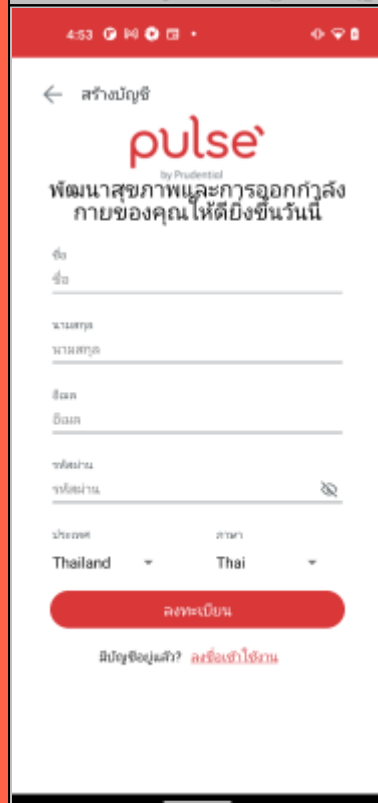 4:53
สร้างบัญชี
pulse
by Prudential
พัฒนาสุขภาพและการออกกำลัง
กายของคุณให้ดียิ่งขึ้นวันนี้
ชื่อ
ชื่อ
นามสกุล
นามสกุล
อีเมล
อีเมล
รหัสผ่าน
รหัสผ่าน
ประเทศ ภาษา
Thailand Thai
ลงทะเบียน
มีบัญชีอยู่แล้ว? ลงชื่อเข้าใช้งาน